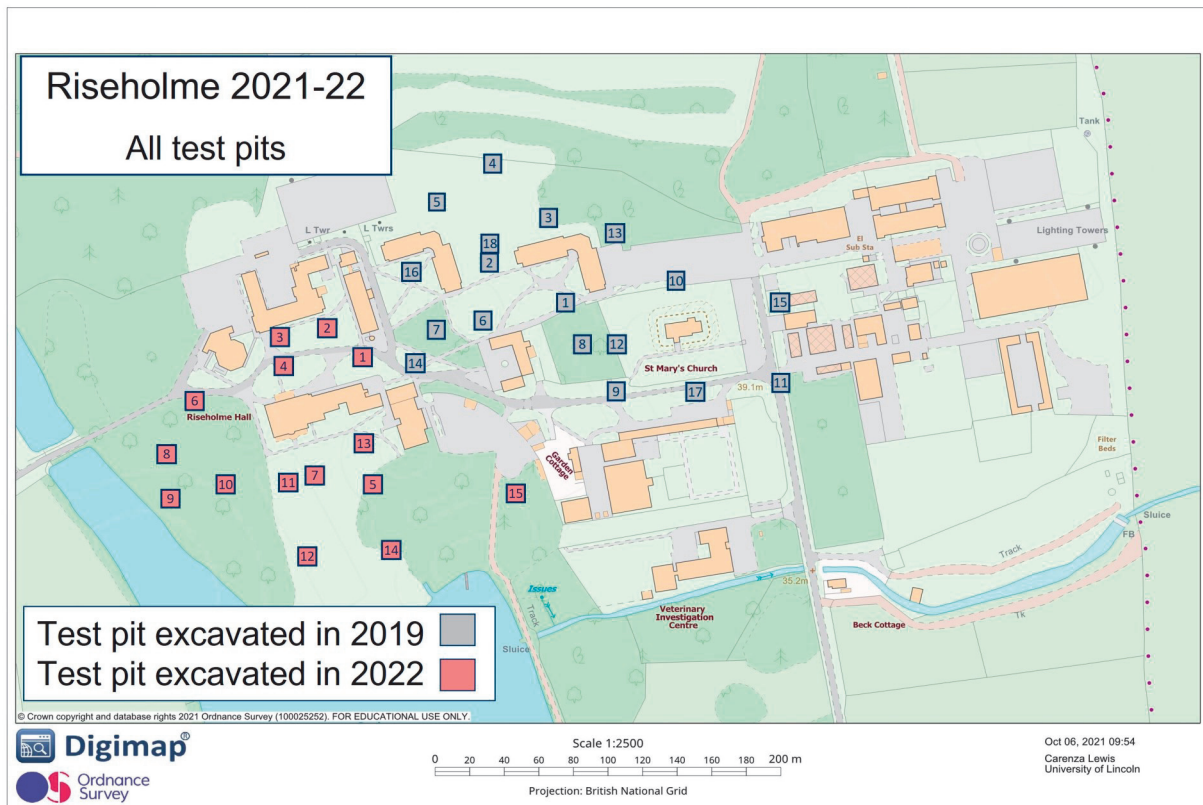 Riseholme 2021-22
All test pits
4
Tank
5
3
13
L Twr
L Twrs
18
El
Sub Sta
Lighting Towers
2
16
10
1
15
6
2
7
3
8
12
14
1
4
St Mary's Church
39.1m
11
9
17
6
Riseholme Hall
13
Filter
Beds
8
Garden
Cottage
7
11
10
5
15
9
Sluice
FB
14
12
Track
35.2m
Issues
Track
Veterinary
Investigation
Centre
Beck Cottage
Tk
Sluice
Test pit excavated in 2019
Test pit excavated in 2022
© Crown copyright and database rights 2021 Ordnance Survey (100025252). FOR EDUCATIONAL USE ONLY.
Digimap®
Ordnance
Survey
Scale 1:2500
0 20 40 60 80 100 120 140 160 200 m
Projection: British National Grid
Oct 06, 2021 09:54
Carenza Lewis
University of Lincoln